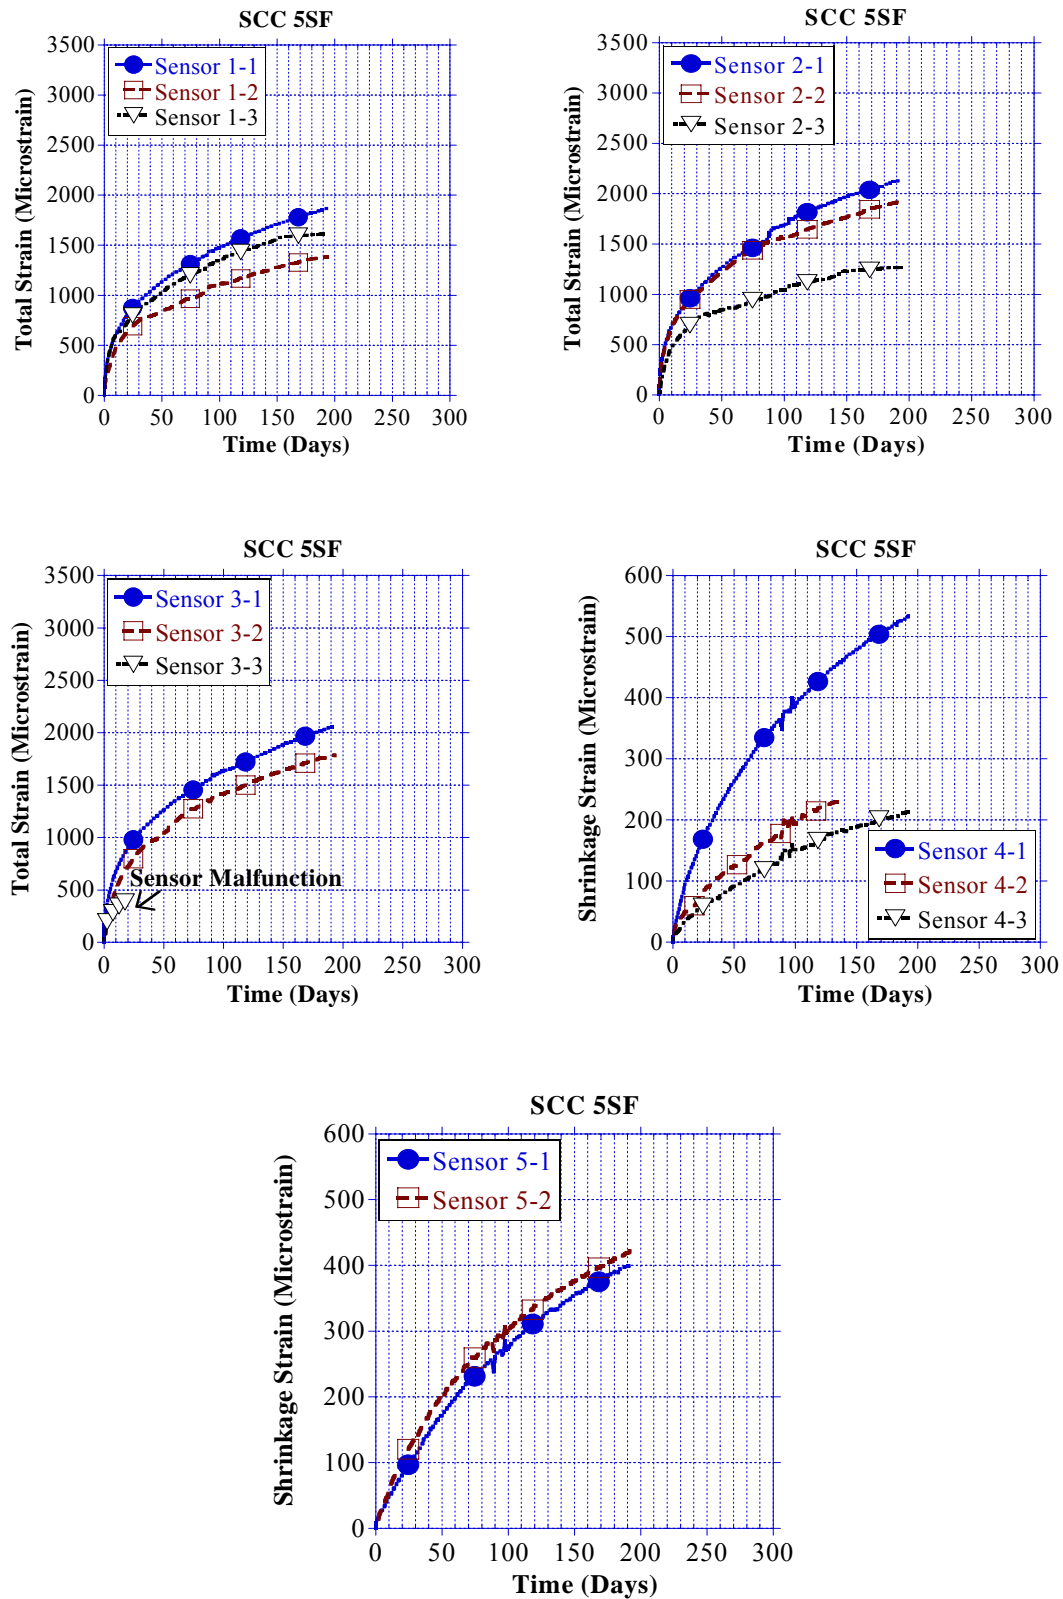 SCC 5SF
3500
3000
2500
2000
1500
1000
500
0
Total Strain (Microstrain)
Sensor 1-1
Sensor 1-2
Sensor 1-3
0 50 100 150 200 250 300
Time (Days)
SCC 5SF
3500
3000
2500
2000
1500
1000
500
0
Total Strain (Microstrain)
Sensor 2-1
Sensor 2-2
Sensor 2-3
0 50 100 150 200 250 300
Time (Days)
SCC 5SF
3500
3000
2500
2000
1500
1000
500
0
Total Strain (Microstrain)
Sensor 3-1
Sensor 3-2
Sensor 3-3
Sensor Malfunction
0 50 100 150 200 250 300
Time (Days)
SCC 5SF
600
500
400
300
200
100
0
Shrinkage Strain (Microstrain)
Sensor 4-1
Sensor 4-2
Sensor 4-3
0 50 100 150 200 250 300
Time (Days)
SCC 5SF
600
500
400
300
200
100
0
Shrinkage Strain (Microstrain)
Sensor 5-1
Sensor 5-2
0 50 100 150 200 250 300
Time (Days)